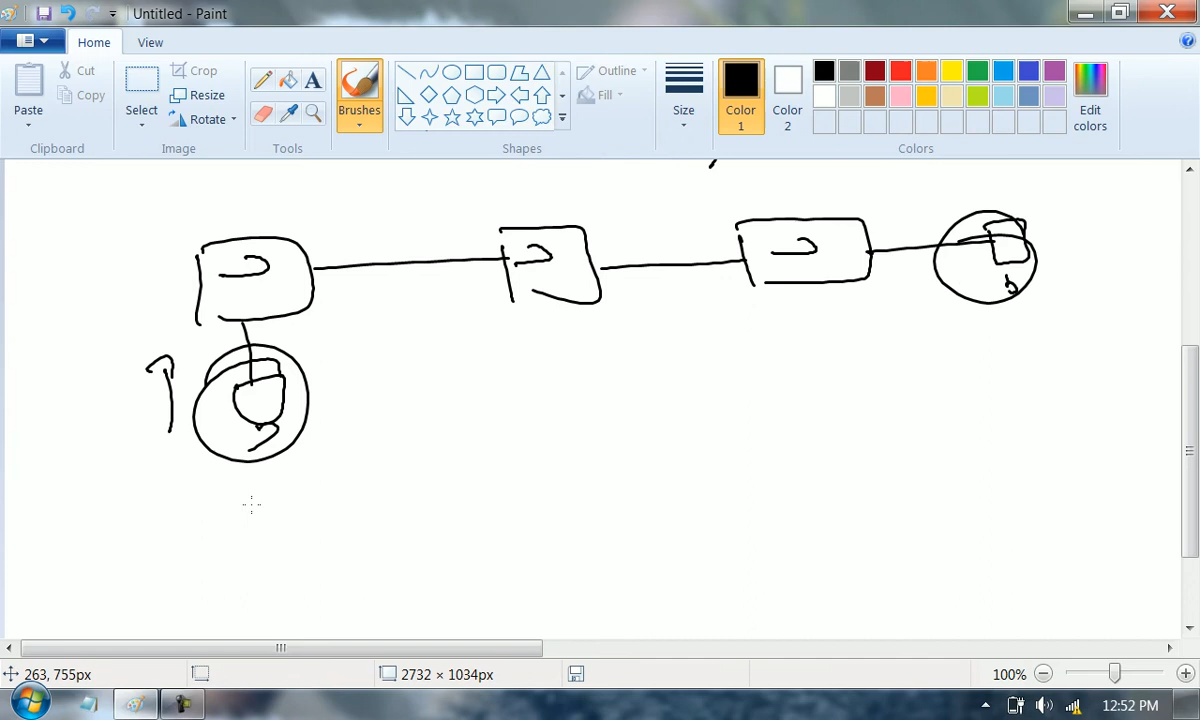 Untitled - Paint
Home
View
Paste
Cut
Copy
Clipboard
Select
Crop
Resize
Rotate
Image
A
Tools
Brushes
Shapes
Outline
Fill
Size
Color 1
Color 2
Edit colors
Colors
263, 755px
2732 × 1034px
100%
12:52 PM